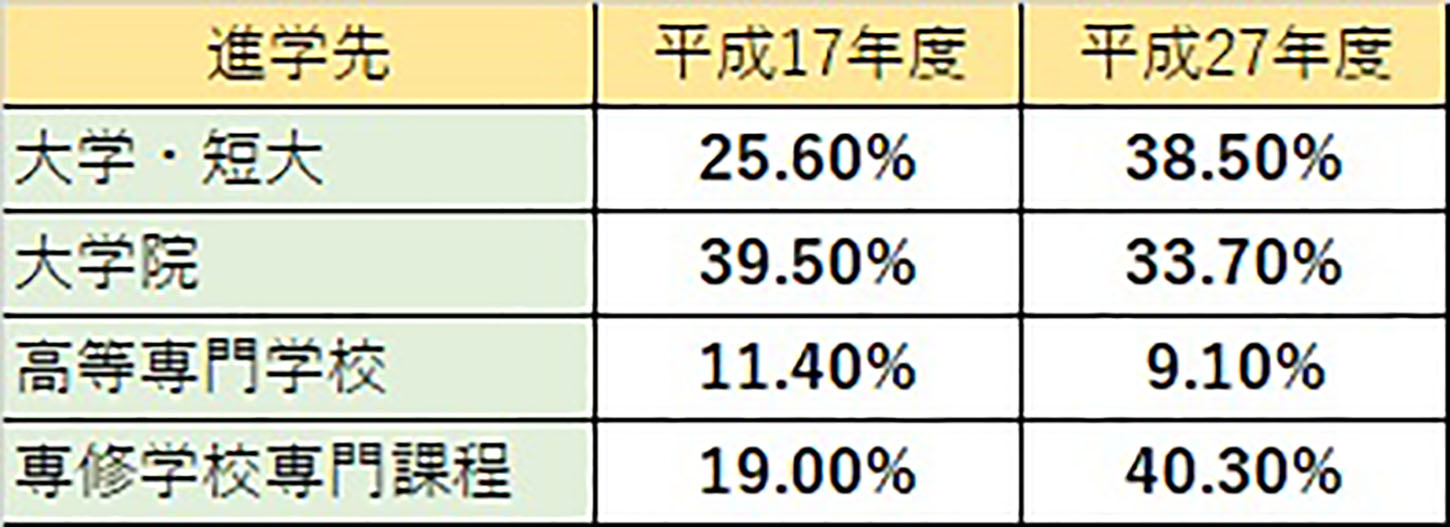 進学先 平成17年度 平成27年度
大学・短大 25.60% 38.50%
大学院 39.50% 33.70%
高等専門学校 11.40% 9.10%
専修学校専門課程 19.00% 40.30%